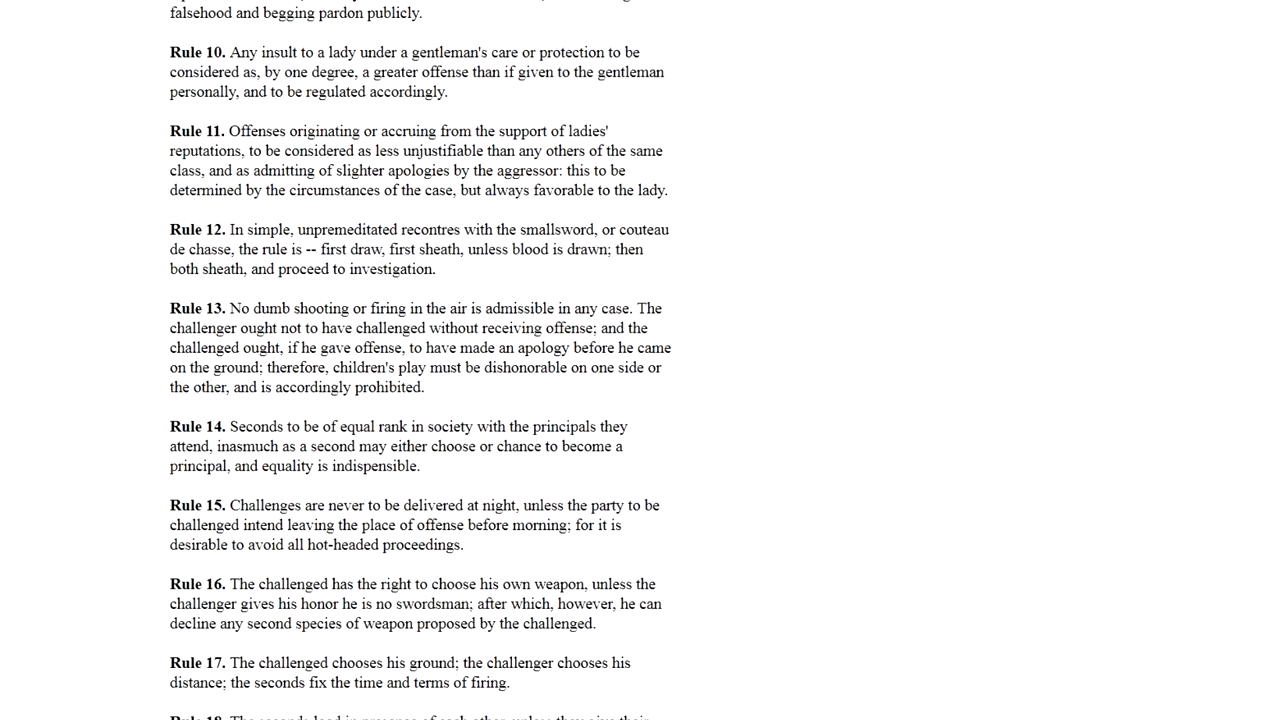 falsehood and begging pardon publicly.
Rule 10. Any insult to a lady under a gentleman's care or protection to be
considered as, by one degree, a greater offense than if given to the gentleman
personally, and to be regulated accordingly.
Rule 11. Offenses originating or accruing from the support of ladies'
reputations, to be considered as less unjustifiable than any others of the same
class, and as admitting of slighter apologies by the aggressor: this to be
determined by the circumstances of the case, but always favorable to the lady.
Rule 12. In simple, unpremeditated recontres with the smallsword, or couteau
de chasse, the rule is -- first draw, first sheath, unless blood is drawn; then
both sheath, and proceed to investigation.
Rule 13. No dumb shooting or firing in the air is admissible in any case. The
challenger ought not to have challenged without receiving offense; and the
challenged ought, if he gave offense, to have made an apology before he came
on the ground; therefore, children's play must be dishonorable on one side or
the other, and is accordingly prohibited.
Rule 14. Seconds to be of equal rank in society with the principals they
attend, inasmuch as a second may either choose or chance to become a
principal, and equality is indispensible.
Rule 15. Challenges are never to be delivered at night, unless the party to be
challenged intend leaving the place of offense before morning; for it is
desirable to avoid all hot-headed proceedings.
Rule 16. The challenged has the right to choose his own weapon, unless the
challenger gives his honor he is no swordsman; after which, however, he can
decline any second species of weapon proposed by the challenged.
Rule 17. The challenged chooses his ground; the challenger chooses his
distance; the seconds fix the time and terms of firing.
Rule 18. The seconds load in presence of each other, unless they give their